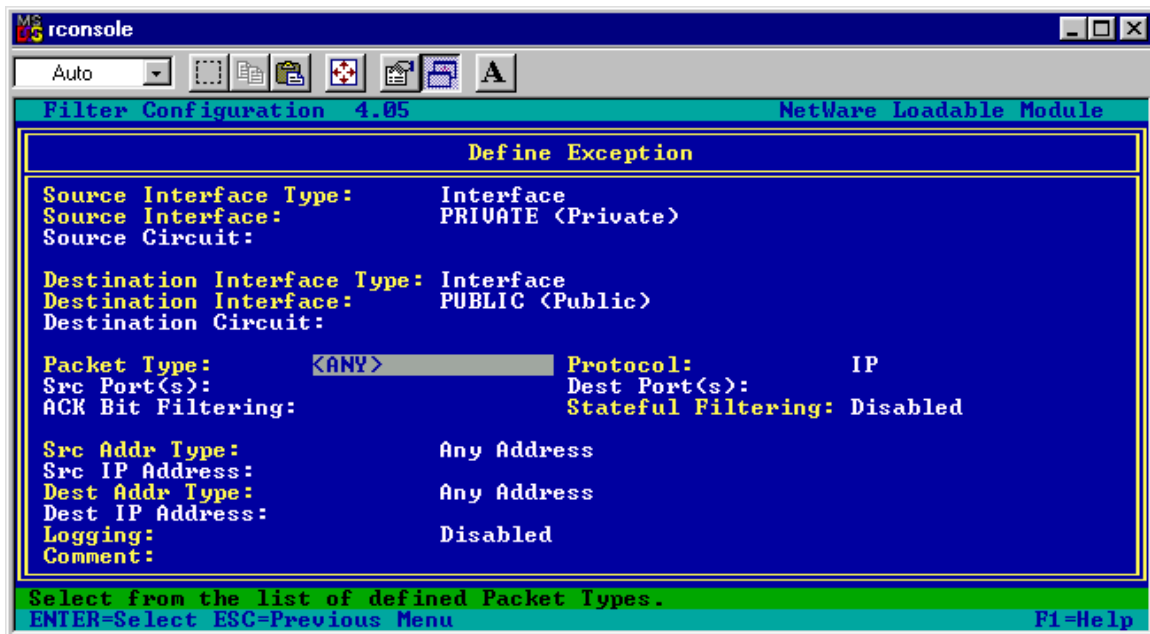 MS DOS rconsole
Auto A
Filter Configuration 4.05 NetWare Loadable Module
Define Exception
Source Interface Type: Interface
Source Interface: PRIVATE (Private)
Source Circuit:
Destination Interface Type: Interface
Destination Interface: PUBLIC (Public)
Destination Circuit:
Packet Type: <ANY> Protocol: IP
Src Port(s): Dest Port(s):
ACK Bit Filtering: Stateful Filtering: Disabled
Src Addr Type: Any Address
Src IP Address:
Dest Addr Type: Any Address
Dest IP Address:
Logging: Disabled
Comment:
Select from the list of defined Packet Types.
ENTER=Select ESC=Previous Menu F1=Help